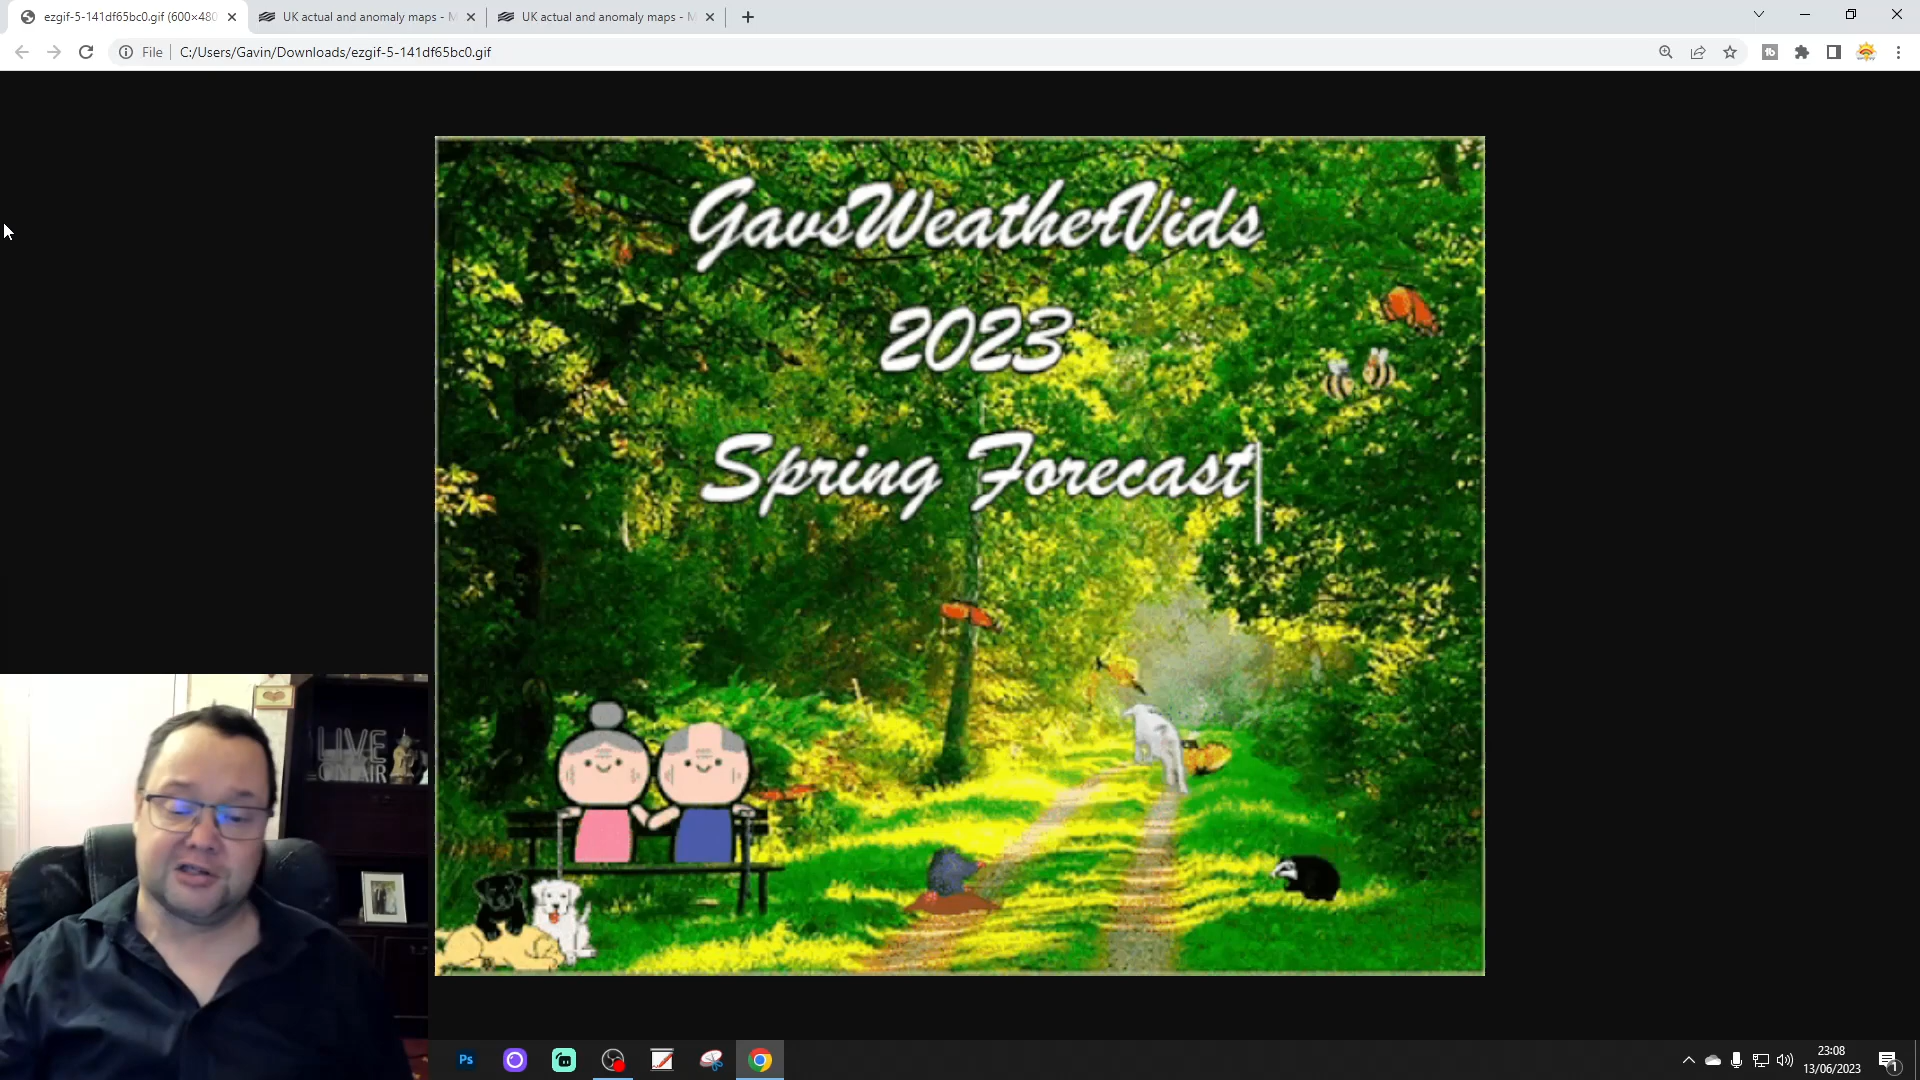 ezgif-5-141df65bc0.gif (600×480
UK actual and anomaly maps - M
UK actual and anomaly maps - M
File
C:/Users/Gavin/Downloads/ezgif-5-141df65bc0.gif
GavsWeatherVids
2023
Spring Forecast
LIVE
ON AIR
Ps
23:08
13/06/2023
1